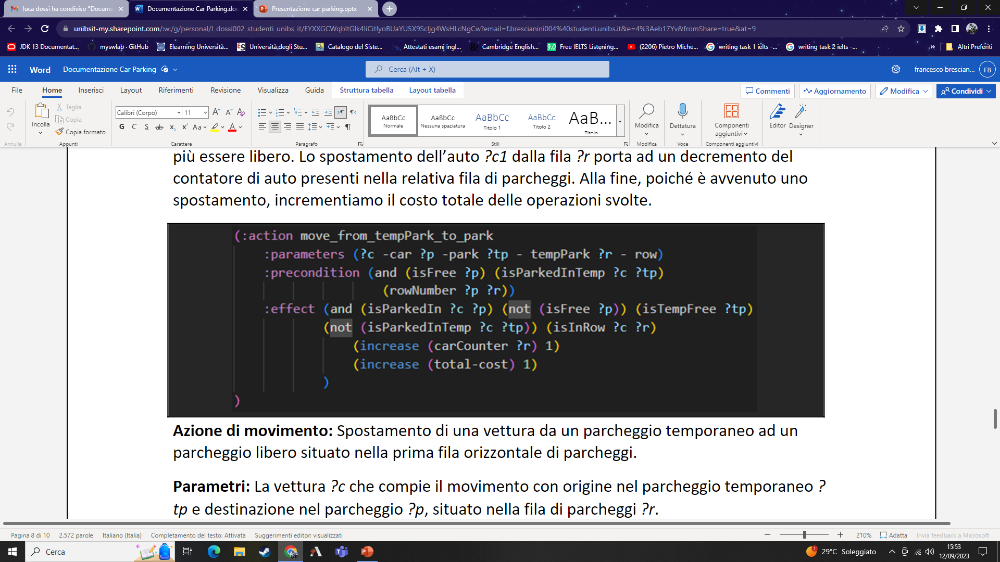 luca dossi ha condiviso "Docume
Documentazione Car Parking.doc
Presentazione car parking.pptx
unibsit-my.sharepoint.com/:w:/g/personal/l_dossi002_studenti_unibs_it/EYXXGCWqbltGlk4IiCitIyoBUaYU5X9ScIjg4WsHLcNgCw?email=f.brescianini004%40studenti.unibs.it&e=4%3Aeb17Yv&fromShare=true&at=9
JDK 13 Documentat... myswlab · GitHub Elearning Università... Università degli Stu... Catalogo del Siste... Attestati esami ingl... Cambridge English... Free IELTS Listening... (2206) Pietro Miche... writing task 1 ielts -... writing task 2 ielts -... » Altri Preferiti
Word Documentazione Car Parking Cerca (Alt + X) francesco brescian... FB
File Home Inserisci Layout Riferimenti Revisione Visualizza Guida Struttura tabella Layout tabella Commenti Aggiornamento Modifica Condividi
Incolla Taglia Copia Copia formato
Calibri (Corpo) 11
G C S ab x₂ x² Aa A
AaBbCc Normale
AaBbCc Nessuna spaziatura
AaBbCc Titolo 1
AaBbCc Titolo 2
AaB... Titolo
Modifica Dettatura Componenti aggiuntivi Editor Designer
Annulla Appunti Carattere Paragrafo Stili Modifica Voce Componenti aggiuntivi
più essere libero. Lo spostamento dell’auto ?c1 dalla fila ?r porta ad un decremento del
contatore di auto presenti nella relativa fila di parcheggi. Alla fine, poiché è avvenuto uno
spostamento, incrementiamo il costo totale delle operazioni svolte.
(:action move_from_tempPark_to_park
:parameters (?c -car ?p -park ?tp - tempPark ?r - row)
:precondition (and (isFree ?p) (isParkedInTemp ?c ?tp)
(rowNumber ?p ?r))
:effect (and (isParkedIn ?c ?p) (not (isFree ?p)) (isTempFree ?tp)
(not (isParkedInTemp ?c ?tp)) (isInRow ?c ?r)
(increase (carCounter ?r) 1)
(increase (total-cost) 1)
)
)
Azione di movimento: Spostamento di una vettura da un parcheggio temporaneo ad un
parcheggio libero situato nella prima fila orizzontale di parcheggi.
Parametri: La vettura ?c che compie il movimento con origine nel parcheggio temporaneo ?
tp e destinazione nel parcheggio ?p, situato nella fila di parcheggi ?r.
Pagina 8 di 10 2.572 parole Italiano (Italia) Completamento del testo: Attivata Suggerimenti editor: visualizzati 210% Adatta Invia feedback a Microsoft
Cerca 1 29°C Soleggiato 15:53
12/09/2023